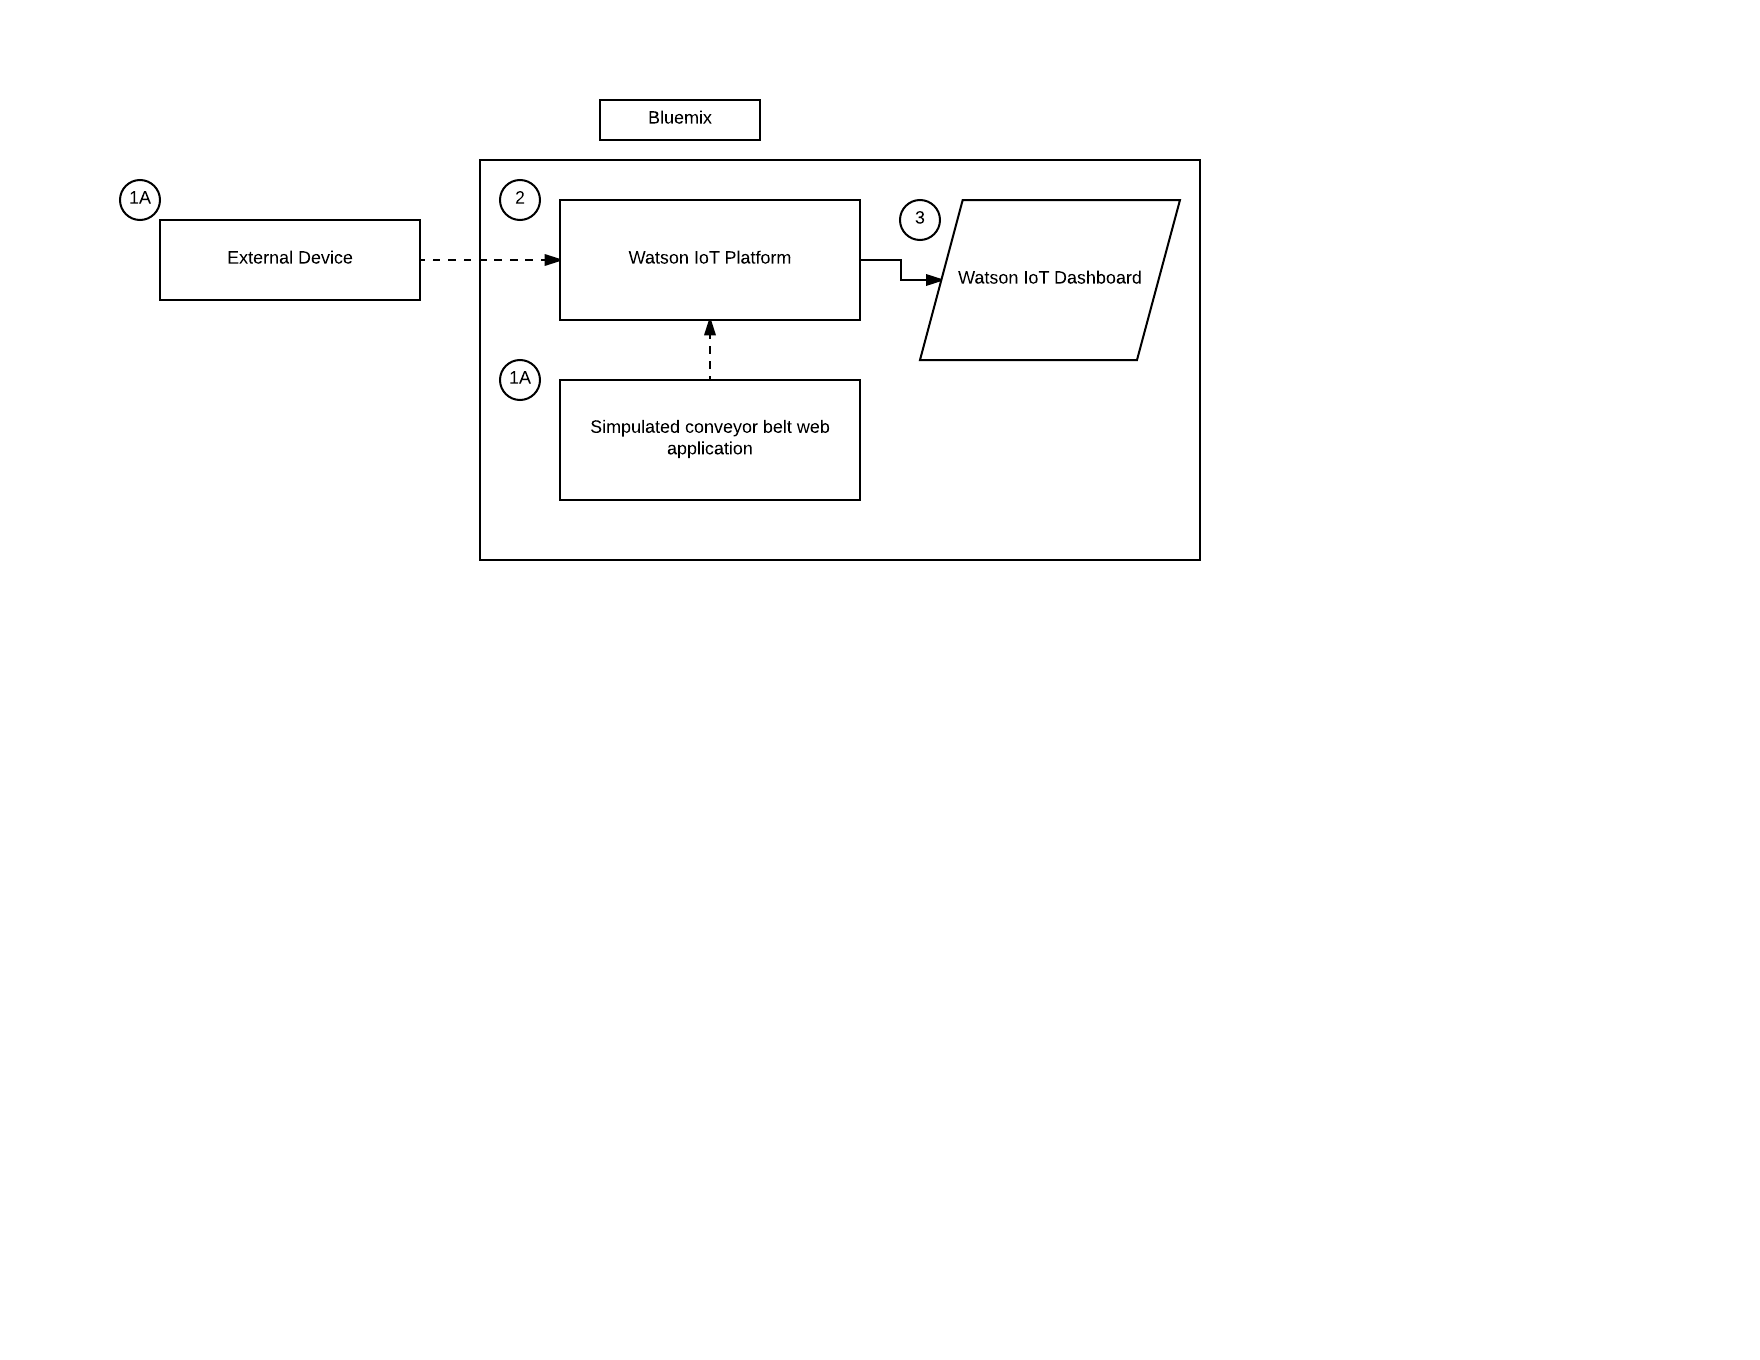 Bluemix
1A
External Device
2
Watson IoT Platform
3
Watson IoT Dashboard
1A
Simpulated conveyor belt web
application